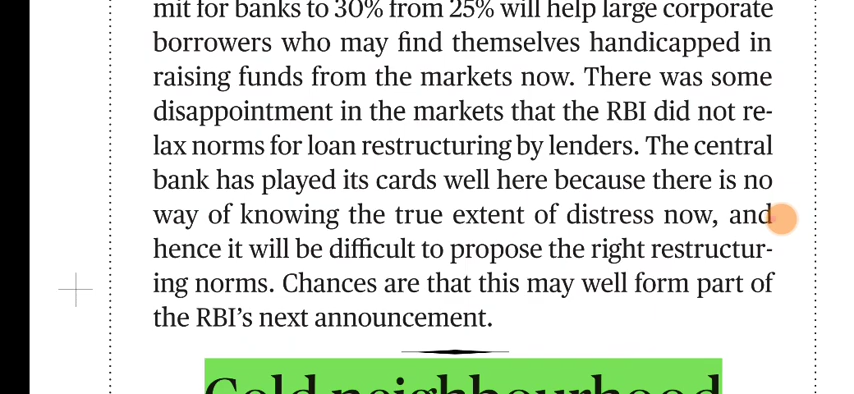 mit for banks to 30% from 25% will help large corporate
borrowers who may find themselves handicapped in
raising funds from the markets now. There was some
disappointment in the markets that the RBI did not re-
lax norms for loan restructuring by lenders. The central
bank has played its cards well here because there is no
way of knowing the true extent of distress now, and
hence it will be difficult to propose the right restructur-
ing norms. Chances are that this may well form part of
the RBI’s next announcement.
Cold neighbourhood